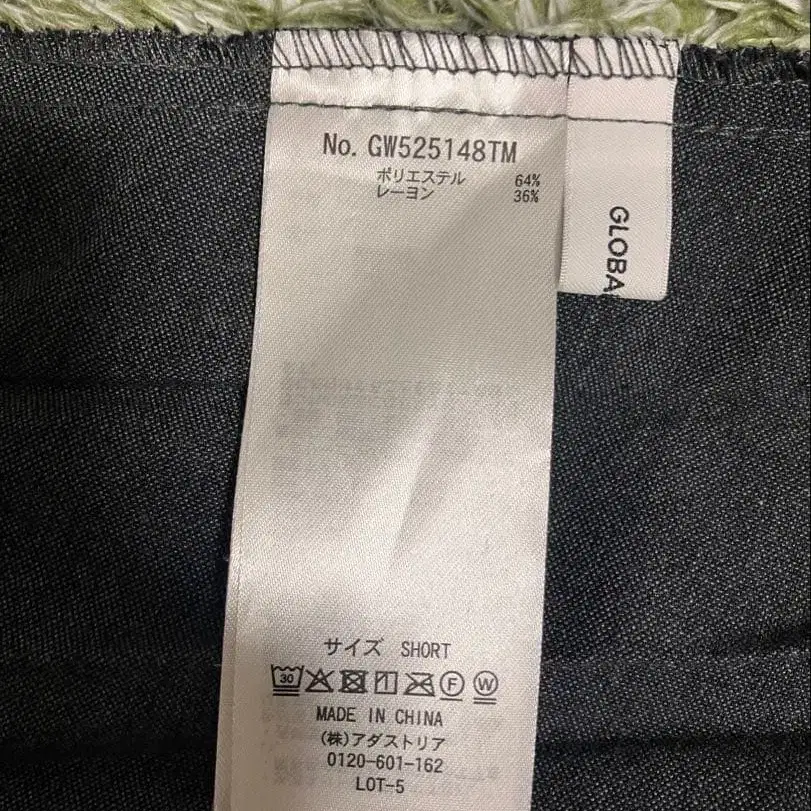 No. GW525148TM
ポリエステル 64%
レーヨン 36%
GLOBA
サイズ SHORT
30
F W
MADE IN CHINA
(株)アダストリア
0120-601-162
LOT-5